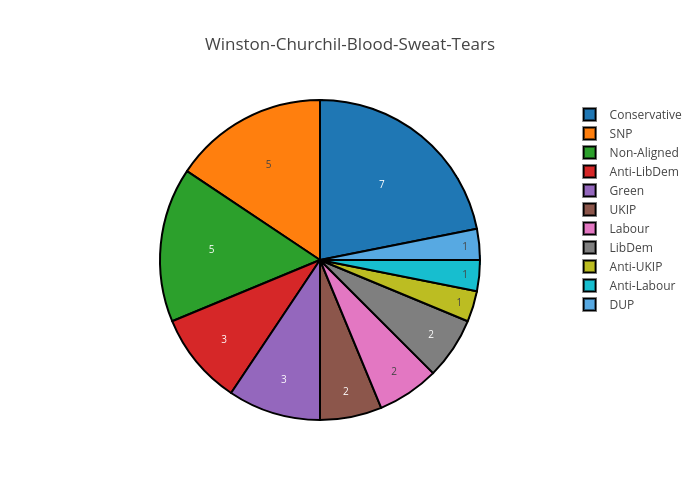 Winston-Churchil-Blood-Sweat-Tears
Conservative
SNP
Non-Aligned
Anti-LibDem
Green
UKIP
Labour
LibDem
Anti-UKIP
Anti-Labour
DUP
5
7
5
1
1
1
3
2
3
2
2